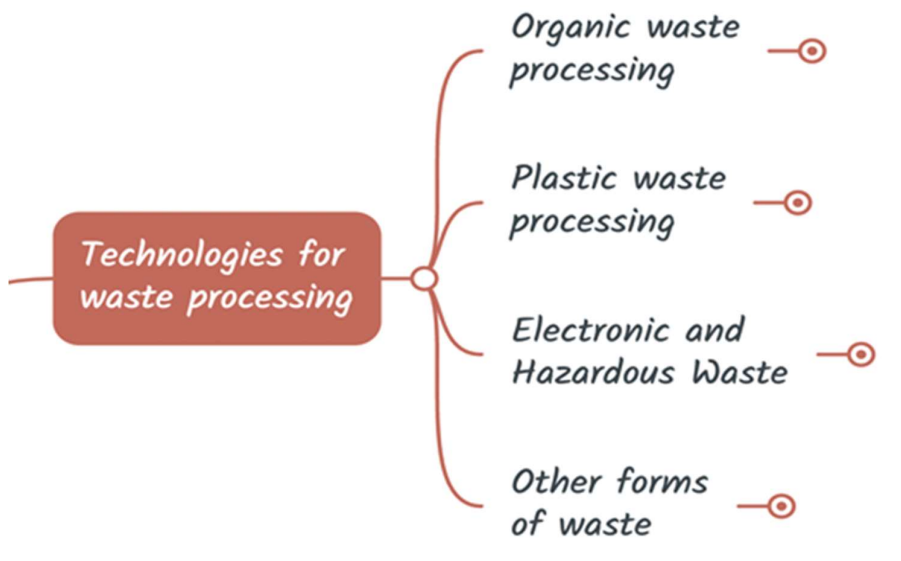 Organic waste
processing
Plastic waste
processing
Technologies for
waste processing
Electronic and
Hazardous Waste
Other forms
of waste